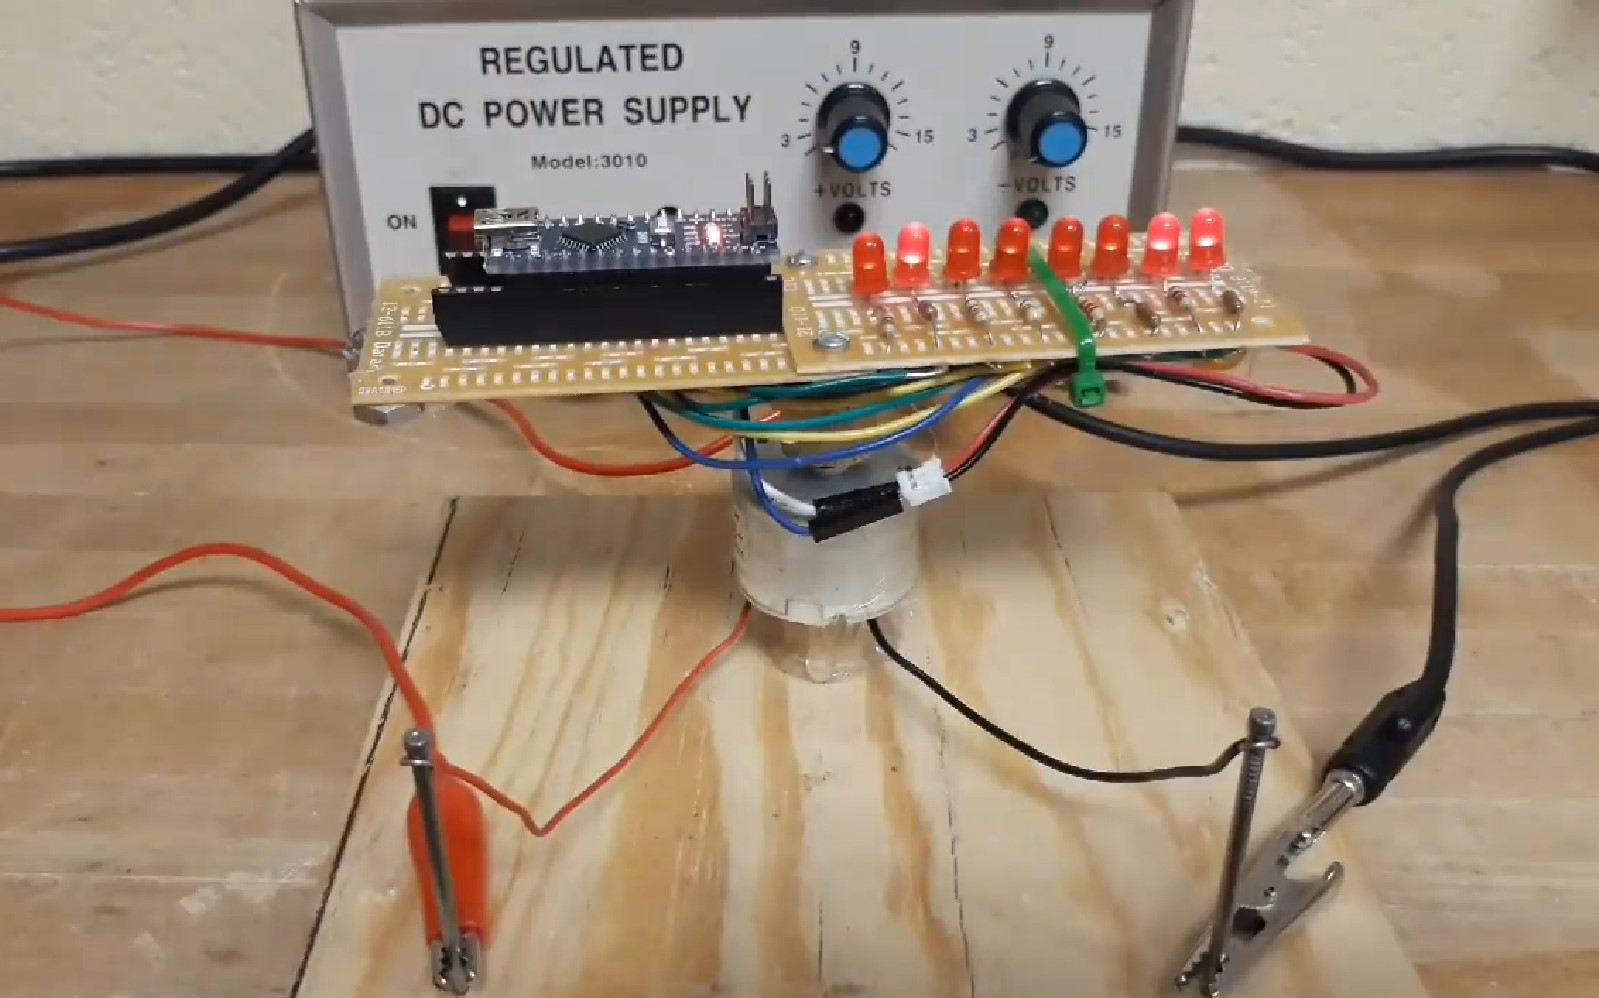 REGULATED
DC POWER SUPPLY
Model:3010
ON
9
3
15
+VOLTS
9
3
15
-VOLTS